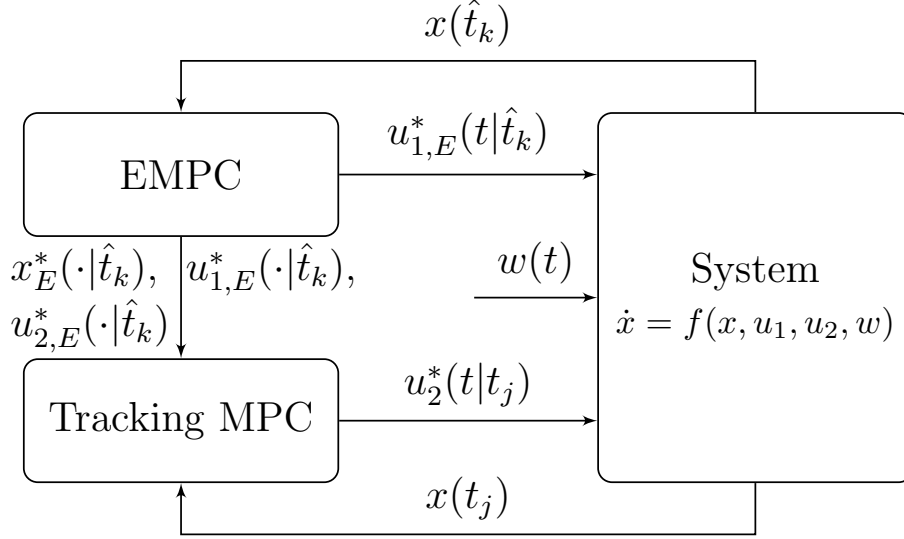 x(t̂_k)
EMPC
u*_{1,E}(t|t̂_k)
x*_E(·|t̂_k), u*_{1,E}(·|t̂_k),
u*_{2,E}(·|t̂_k)
w(t)
System
ẋ = f(x, u_1, u_2, w)
Tracking MPC
u*_2(t|t_j)
x(t_j)